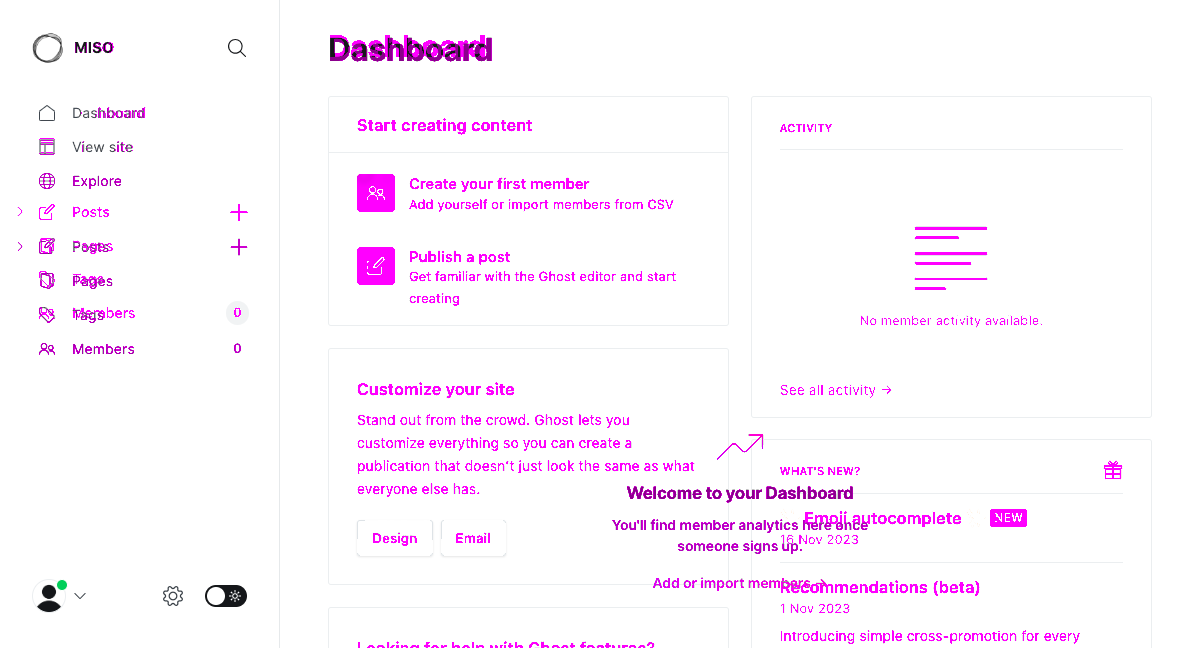 MISO
Dashboard
View site
Explore
Posts
Pages
Posts
Tags
Pages
Members 0
Tags
Members 0
Dashboard
Start creating content
Create your first member
Add yourself or import members from CSV
Publish a post
Get familiar with the Ghost editor and start
creating
Customize your site
Stand out from the crowd. Ghost lets you
customize everything so you can create a
publication that doesn't just look the same as what
everyone else has.
Design Email
Looking for help with Ghost features?
Welcome to your Dashboard
You'll find member analytics here once
someone signs up.
Add or import members →
ACTIVITY
No member activity available.
See all activity →
WHAT'S NEW?
Emoji autocomplete NEW
16 Nov 2023
Recommendations (beta)
1 Nov 2023
Introducing simple cross-promotion for every